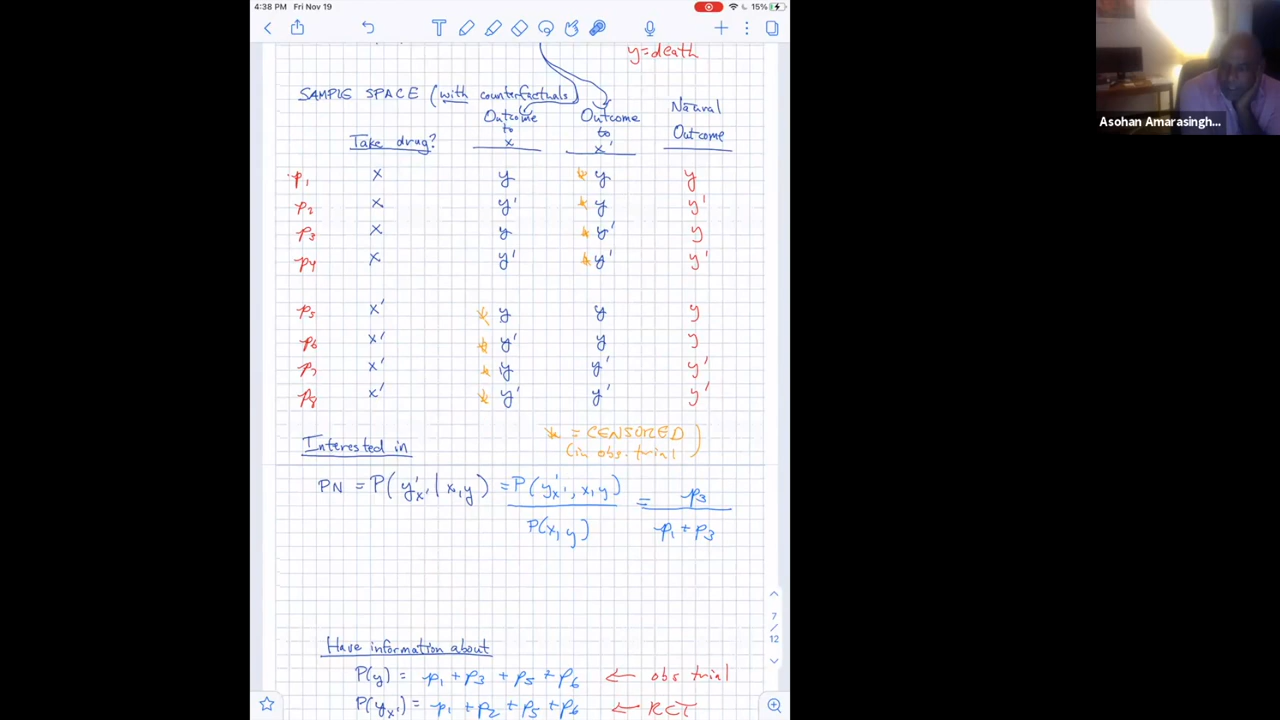 4:38 PM Fri Nov 19
15%
Asohan Amarasingh...
y=death
SAMPLE SPACE (with counterfactuals)
Take drug?
Outcome to x
Outcome to x'
Natural Outcome
p1 x y * y y
p2 x y' * y y'
p3 x y * y' y
p4 x y' * y' y'
p5 x' * y y y
p6 x' * y' y y
p7 x' * y y' y'
p8 x' * y' y' y'
* = CENSORED
(in obs. trial)
Interested in
PN = P(y'x' | x, y) = P(y'x', x, y) / P(x, y) = p3 / p1 + p3
7 / 12
Have information about
P(y) = p1 + p3 + p5 + p6 ← obs trial
P(yx') = p1 + p2 + p5 + p6 ← RCT